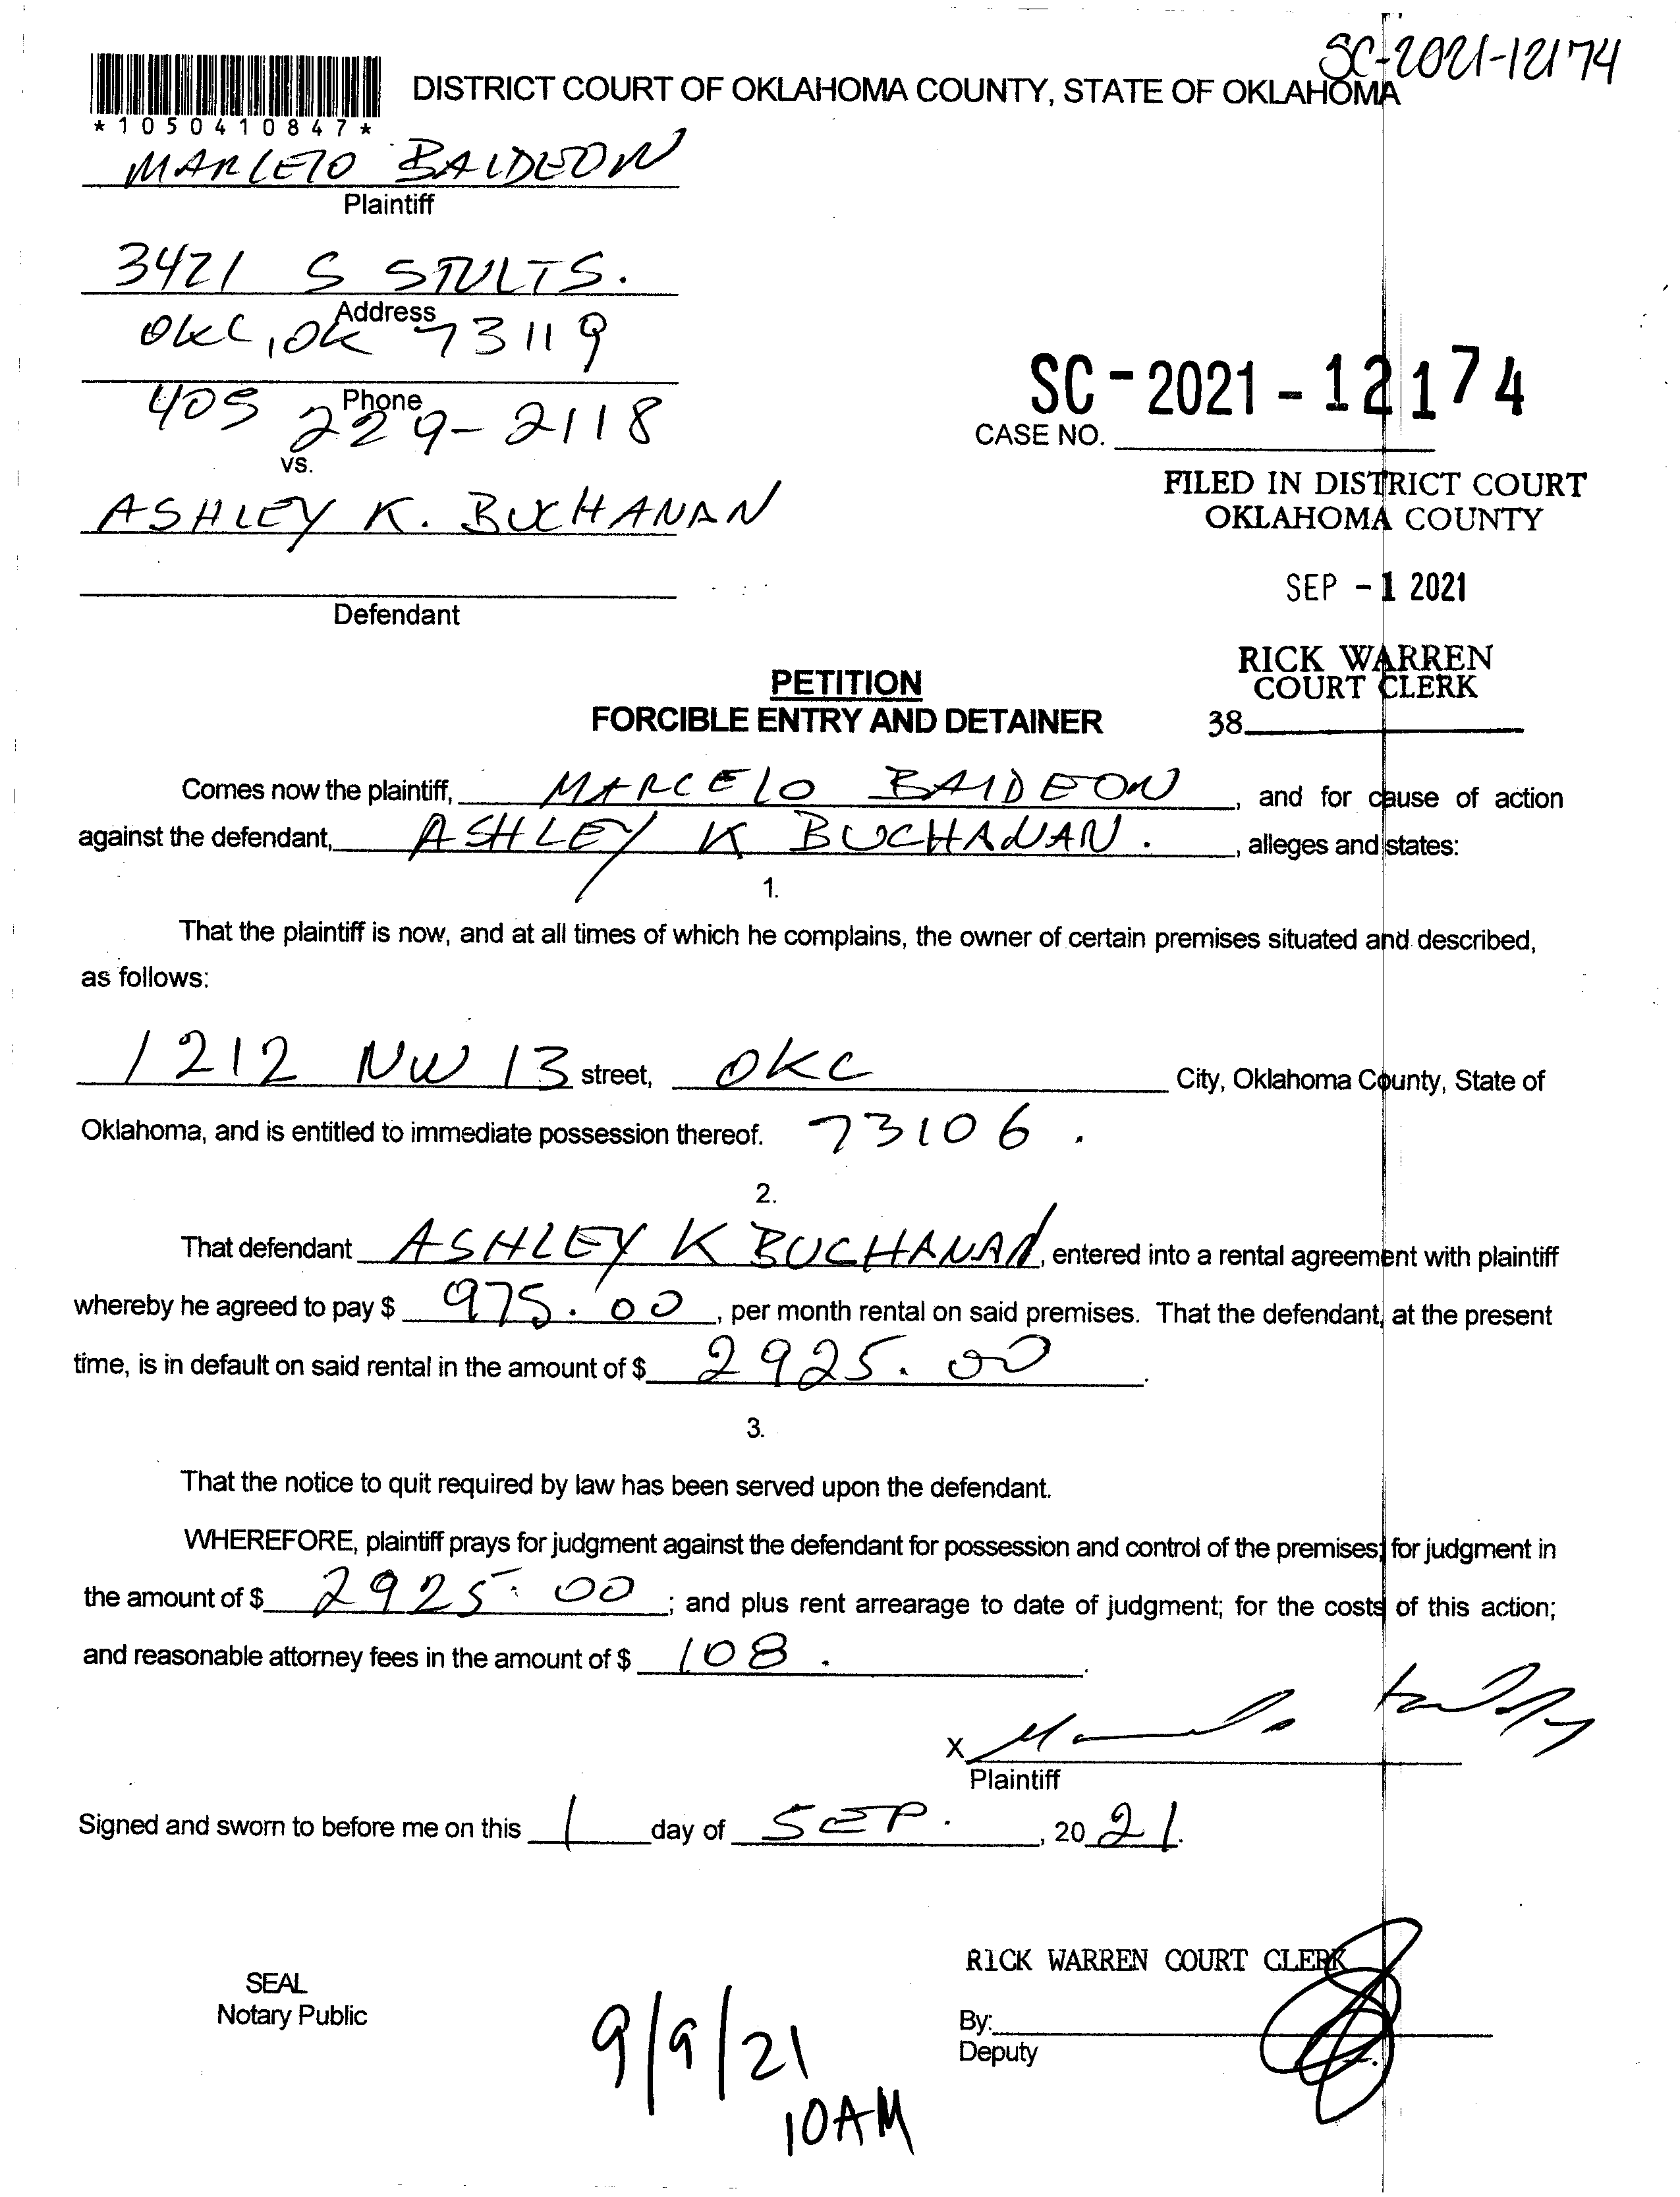 SC-2021-12174
*1050410847*
DISTRICT COURT OF OKLAHOMA COUNTY, STATE OF OKLAHOMA
MARCELO BALDEON
Plaintiff
3421 S STULTS.
Address
OKC, OK 73119
Phone
405 229-2118
vs.
ASHLEY K. BUCHANAN
Defendant
SC-2021-12174
CASE NO.
FILED IN DISTRICT COURT
OKLAHOMA COUNTY
SEP -1 2021
RICK WARREN
COURT CLERK
38
PETITION
FORCIBLE ENTRY AND DETAINER
Comes now the plaintiff, MARCELO BALDEON, and for cause of action
against the defendant, ASHLEY K BUCHANAN., alleges and states:
1.
That the plaintiff is now, and at all times of which he complains, the owner of certain premises situated and described,
as follows:
1212 NW 13 street, OKC City, Oklahoma County, State of
Oklahoma, and is entitled to immediate possession thereof. 73106.
2.
That defendant ASHLEY K BUCHANAN, entered into a rental agreement with plaintiff
whereby he agreed to pay $ 975.00, per month rental on said premises. That the defendant, at the present
time, is in default on said rental in the amount of $ 2925.00.
3.
That the notice to quit required by law has been served upon the defendant.
WHEREFORE, plaintiff prays for judgment against the defendant for possession and control of the premises; for judgment in
the amount of $ 2925.00; and plus rent arrearage to date of judgment; for the costs of this action;
and reasonable attorney fees in the amount of $ 108.
X
Plaintiff
Signed and sworn to before me on this 1 day of SEP., 2021.
SEAL
Notary Public
RICK WARREN COURT CLERK
By:
Deputy
9/9/21
10AM